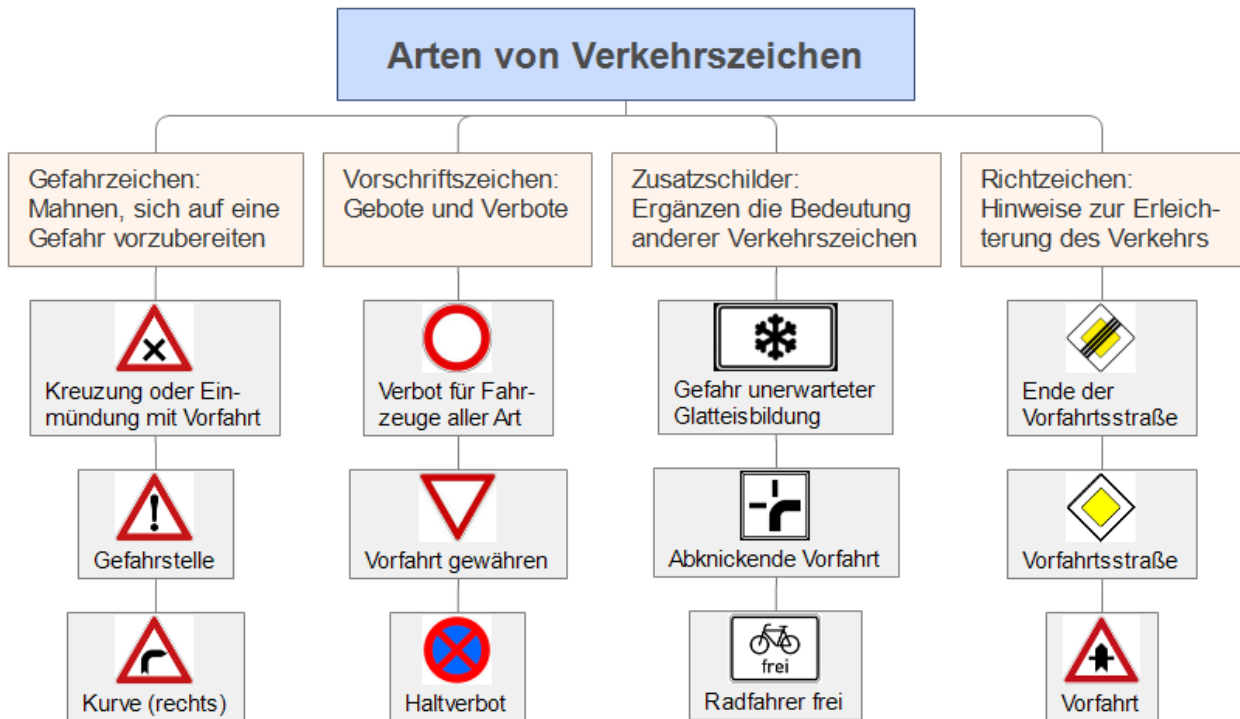 Arten von Verkehrszeichen
Gefahrzeichen:
Mahnen, sich auf eine
Gefahr vorzubereiten
Kreuzung oder Ein-
mündung mit Vorfahrt
Gefahrstelle
Kurve (rechts)
Vorschriftszeichen:
Gebote und Verbote
Verbot für Fahr-
zeuge aller Art
Vorfahrt gewähren
Haltverbot
Zusatzschilder:
Ergänzen die Bedeutung
anderer Verkehrszeichen
Gefahr unerwarteter
Glatteisbildung
Abknickende Vorfahrt
frei
Radfahrer frei
Richtzeichen:
Hinweise zur Erleich-
terung des Verkehrs
Ende der
Vorfahrtsstraße
Vorfahrtsstraße
Vorfahrt